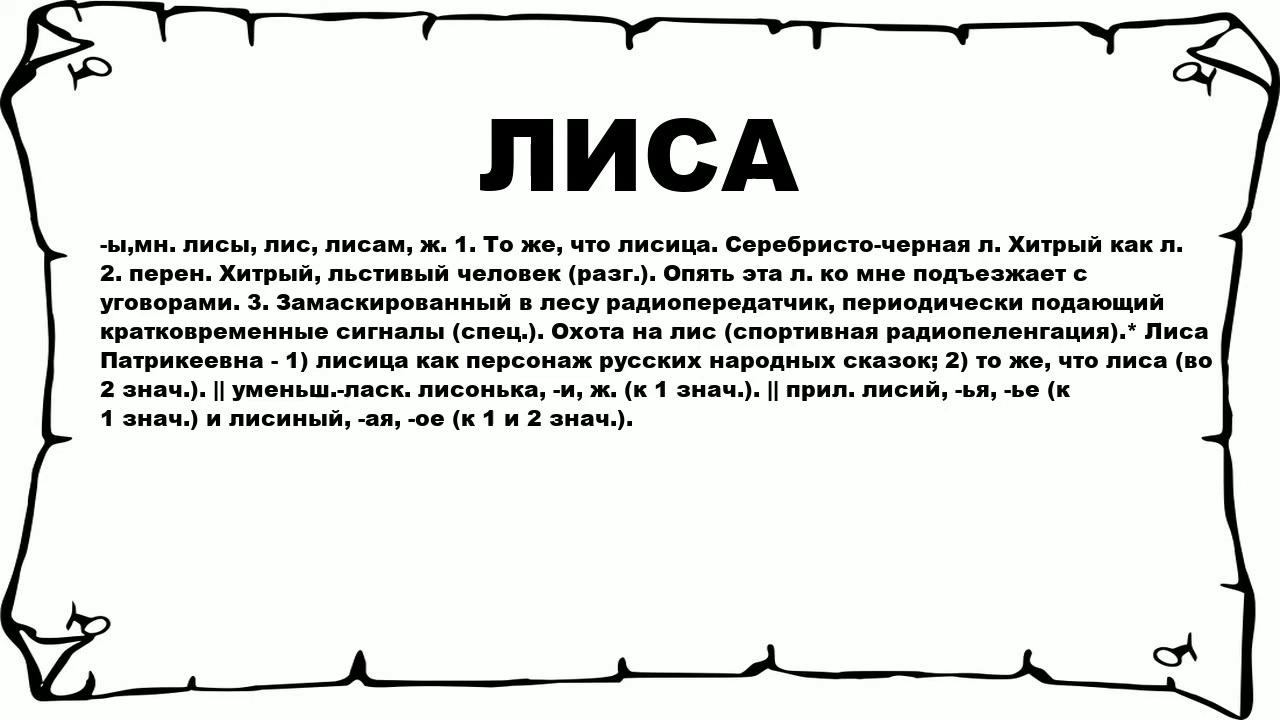 ЛИСА
-ы,мн. лисы, лис, лисам, ж. 1. То же, что лисица. Серебристо-черная л. Хитрый как л.
2. перен. Хитрый, льстивый человек (разг.). Опять эта л. ко мне подъезжает с
уговорами. 3. Замаскированный в лесу радиопередатчик, периодически подающий
кратковременные сигналы (спец.). Охота на лис (спортивная радиопеленгация).* Лиса
Патрикеевна - 1) лисица как персонаж русских народных сказок; 2) то же, что лиса (во
2 знач.). || уменьш.-ласк. лисонька, -и, ж. (к 1 знач.). || прил. лисий, -ья, -ье (к
1 знач.) и лисиный, -ая, -ое (к 1 и 2 знач.).